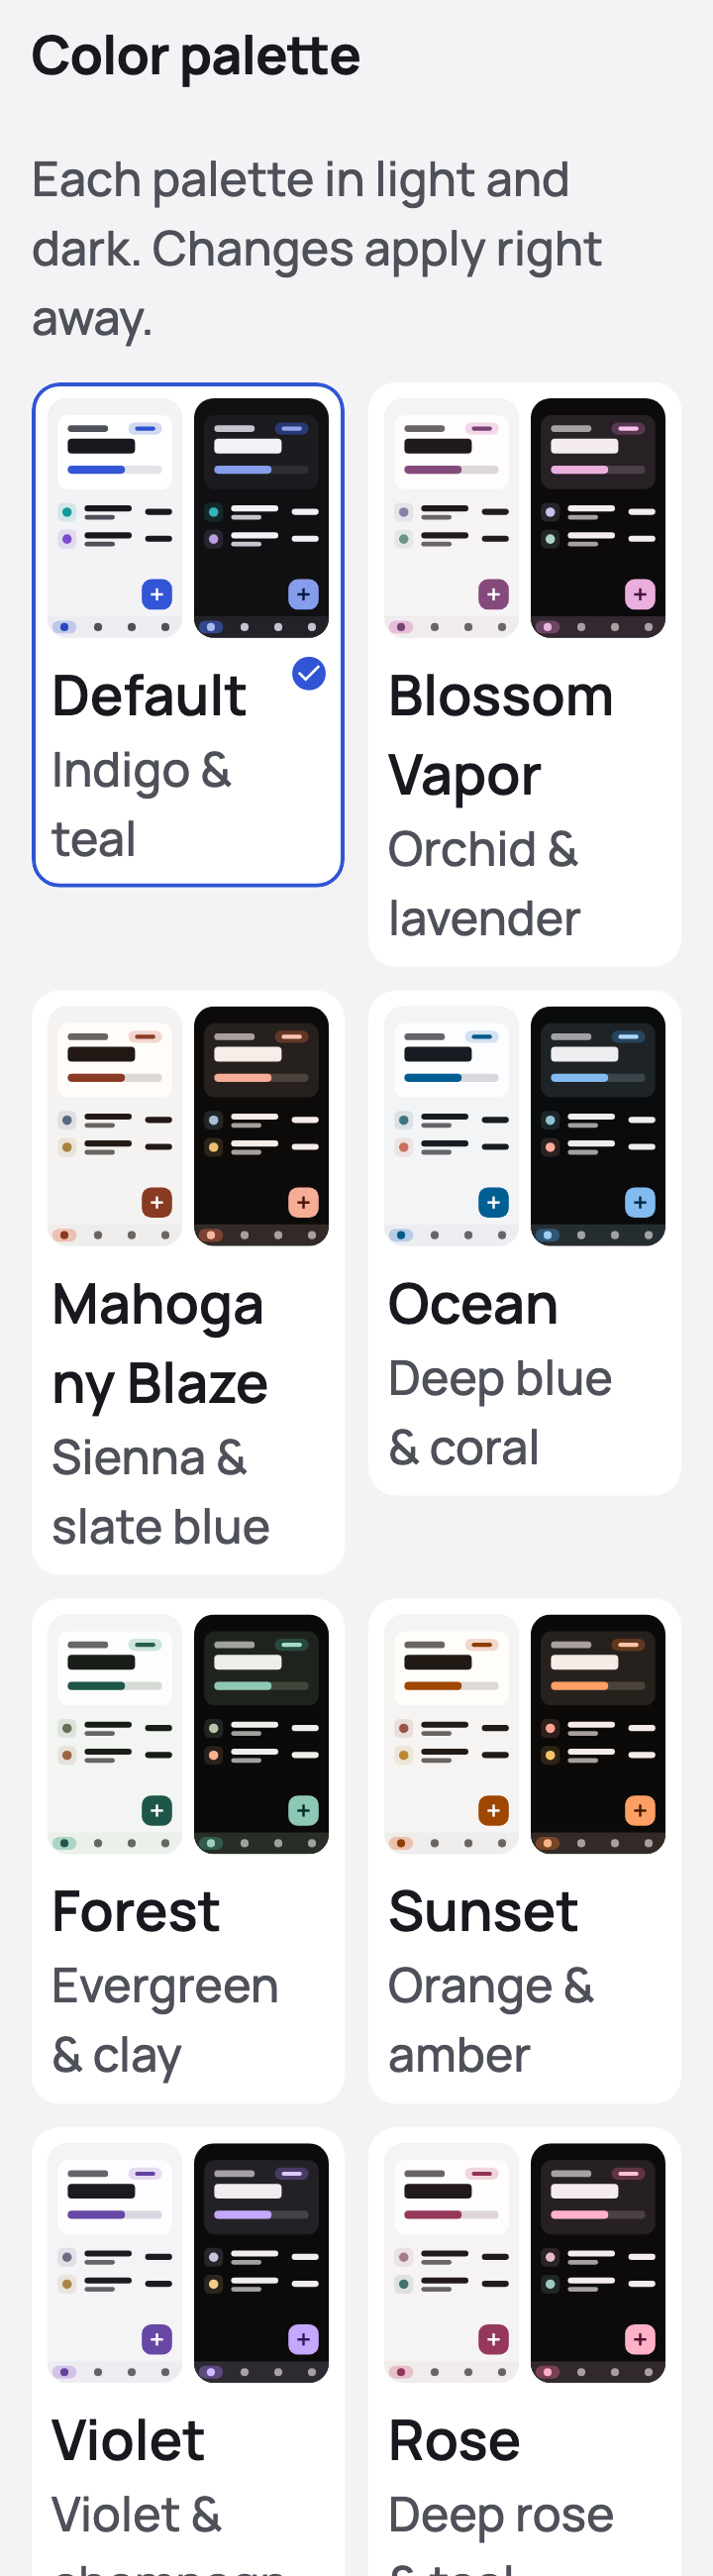 Color palette
Each palette in light and
dark. Changes apply right
away.
Default
Indigo &
teal
Blossom
Vapor
Orchid &
lavender
Mahoga
ny Blaze
Sienna &
slate blue
Ocean
Deep blue
& coral
Forest
Evergreen
& clay
Sunset
Orange &
amber
Violet
Violet &
Rose
Deep rose